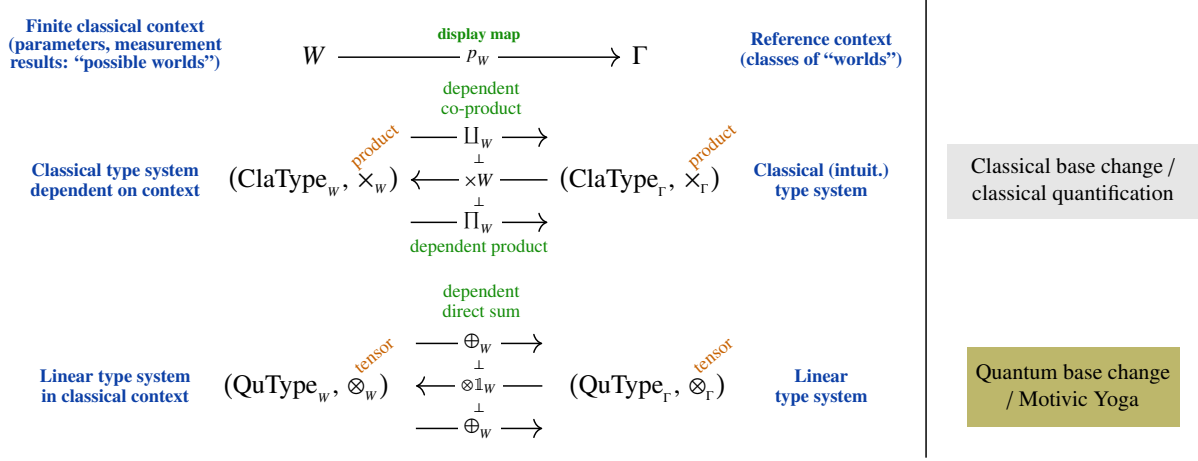 Finite classical context
(parameters, measurement
results: “possible worlds”)
W
display map
p_W
Γ
Reference context
(classes of “worlds”)
dependent
co-product
∐_W
⊥
Classical type system
dependent on context
(ClaType_W, ×_W)
product
×W
(ClaType_Γ, ×_Γ)
product
Classical (intuit.)
type system
⊥
∏_W
dependent product
Classical base change /
classical quantification
dependent
direct sum
⊕_W
⊥
Linear type system
in classical context
(QuType_W, ⊗_W)
tensor
⊗𝟙_W
(QuType_Γ, ⊗_Γ)
tensor
Linear
type system
⊥
⊕_W
Quantum base change
/ Motivic Yoga